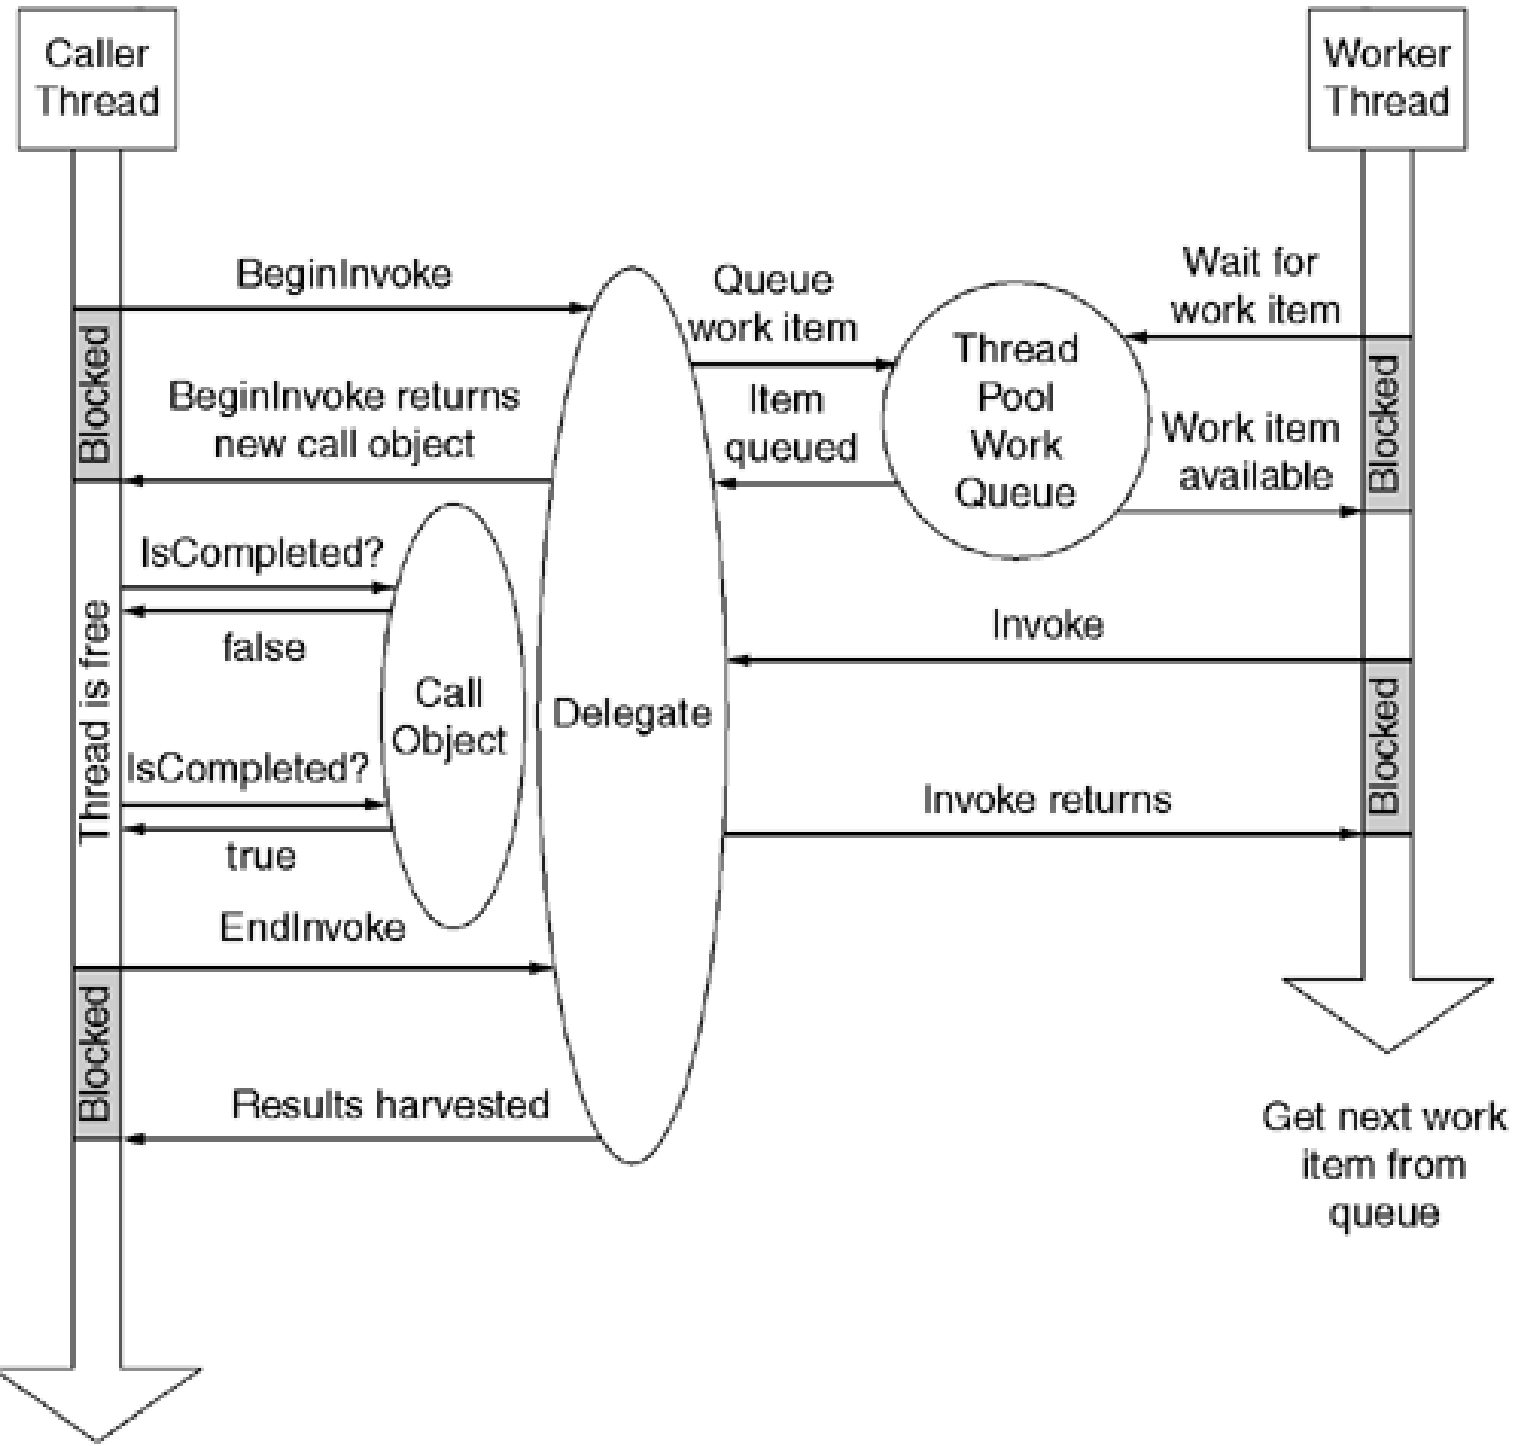 Caller
Thread
Worker
Thread
BeginInvoke
Queue
work item
Wait for
work item
Blocked
BeginInvoke returns
new call object
Item
queued
Thread
Pool
Work
Queue
Work item
available
Blocked
IsCompleted?
false
Invoke
Thread is free
Call
Object
Delegate
Blocked
IsCompleted?
true
Invoke returns
EndInvoke
Blocked
Results harvested
Get next work
item from
queue